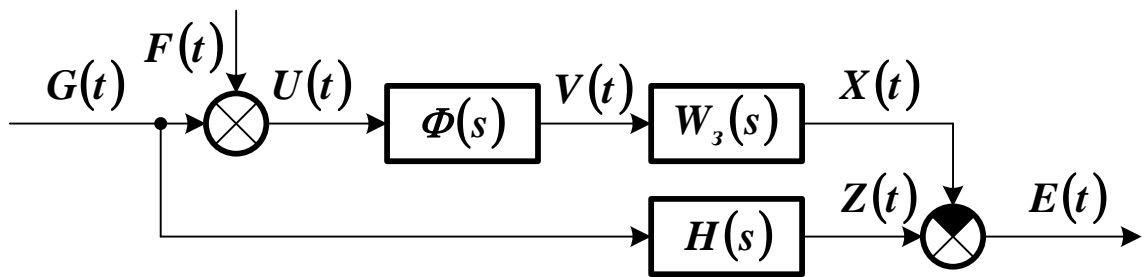 F(t)
G(t) U(t) Φ(s) V(t) W₃(s) X(t)
H(s) Z(t) E(t)